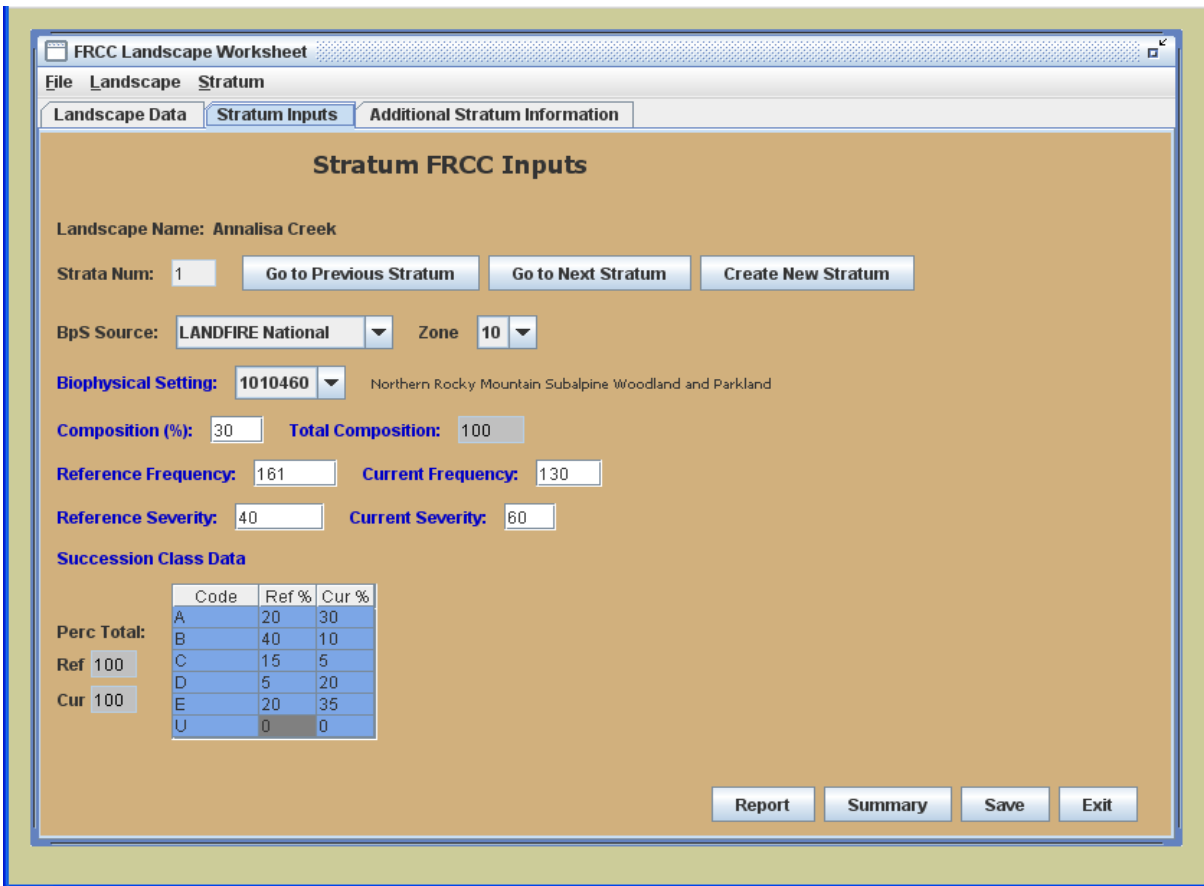 FRCC Landscape Worksheet
File Landscape Stratum
Landscape Data Stratum Inputs Additional Stratum Information
Stratum FRCC Inputs
Landscape Name: Annalisa Creek
Strata Num: 1 Go to Previous Stratum Go to Next Stratum Create New Stratum
BpS Source: LANDFIRE National Zone 10
Biophysical Setting: 1010460 Northern Rocky Mountain Subalpine Woodland and Parkland
Composition (%): 30 Total Composition: 100
Reference Frequency: 161 Current Frequency: 130
Reference Severity: 40 Current Severity: 60
Succession Class Data
Code Ref % Cur %
A 20 30
B 40 10
C 15 5
D 5 20
E 20 35
U 0 0
Perc Total:
Ref 100
Cur 100
Report Summary Save Exit